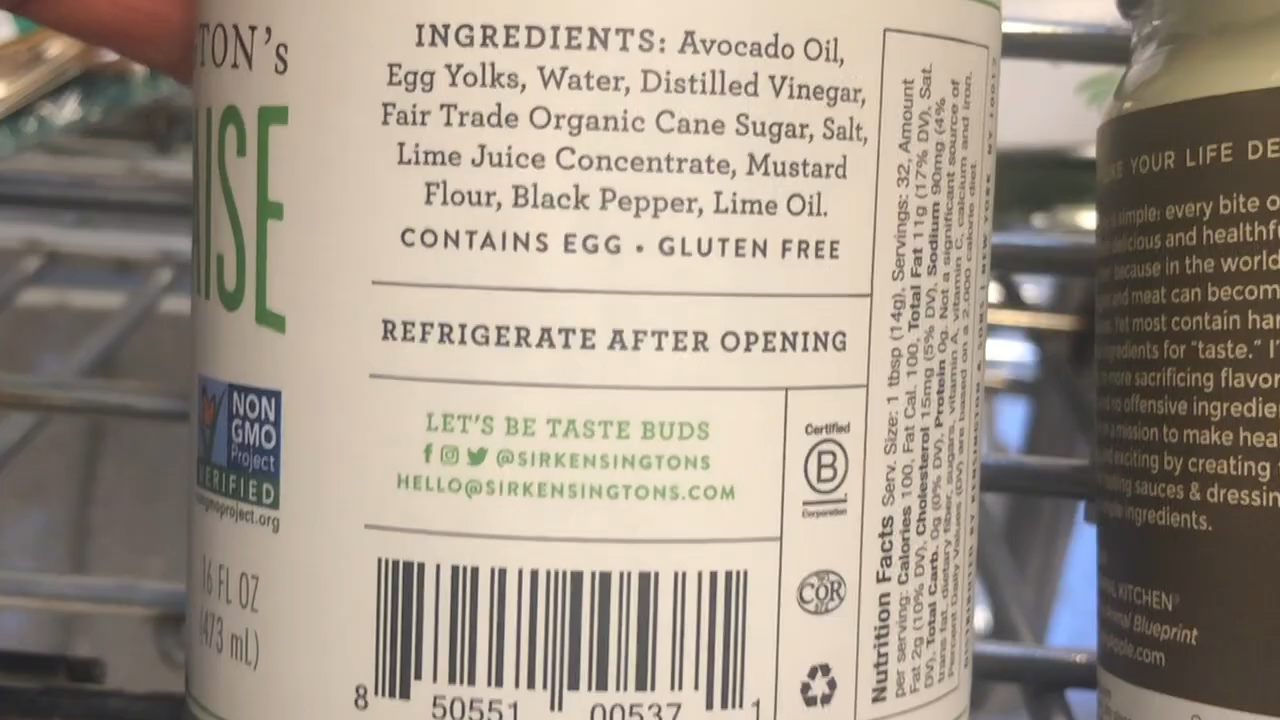 TON's
ISE
NON
GMO
Project
VERIFIED
16 FL OZ
(473 mL)
INGREDIENTS: Avocado Oil,
Egg Yolks, Water, Distilled Vinegar,
Fair Trade Organic Cane Sugar, Salt,
Lime Juice Concentrate, Mustard
Flour, Black Pepper, Lime Oil.
CONTAINS EGG • GLUTEN FREE
REFRIGERATE AFTER OPENING
LET'S BE TASTE BUDS
@SIRKENSINGTONS
HELLO@SIRKENSINGTONS.COM
8 50551 00537 1
Certified
B
Corporation
COR
Nutrition Facts Serv. Size: 1 tbsp (14g), Servings: 32, Amount
per serving: Calories 100, Fat Cal. 100, Total Fat 11g (17% DV), Sat.
Fat 2g (10% DV), Cholesterol 15mg (5% DV), Sodium 90mg (4%
DV), Total Carb. 0g (0% DV), Protein 0g. Not a significant source of
trans fat, dietary fiber, sugars, vitamin A, vitamin C, calcium and iron.
Percent Daily Values (DV) are based on a 2,000 calorie diet.
YOUR LIFE DE
simple: every bite o
delicious and healthf
because in the world
and meat can becom
Yet most contain har
ingredients for "taste." I'
more sacrificing flavor
no offensive ingredie
a mission to make hea
exciting by creating
sauces & dressin
ingredients.
KITCHEN
Blueprint
.com